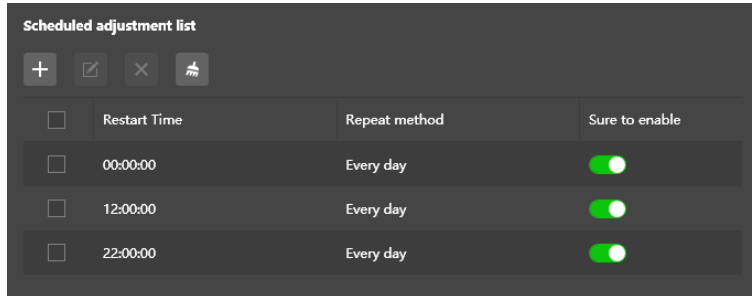 Scheduled adjustment list
Restart Time Repeat method Sure to enable
00:00:00 Every day
12:00:00 Every day
22:00:00 Every day